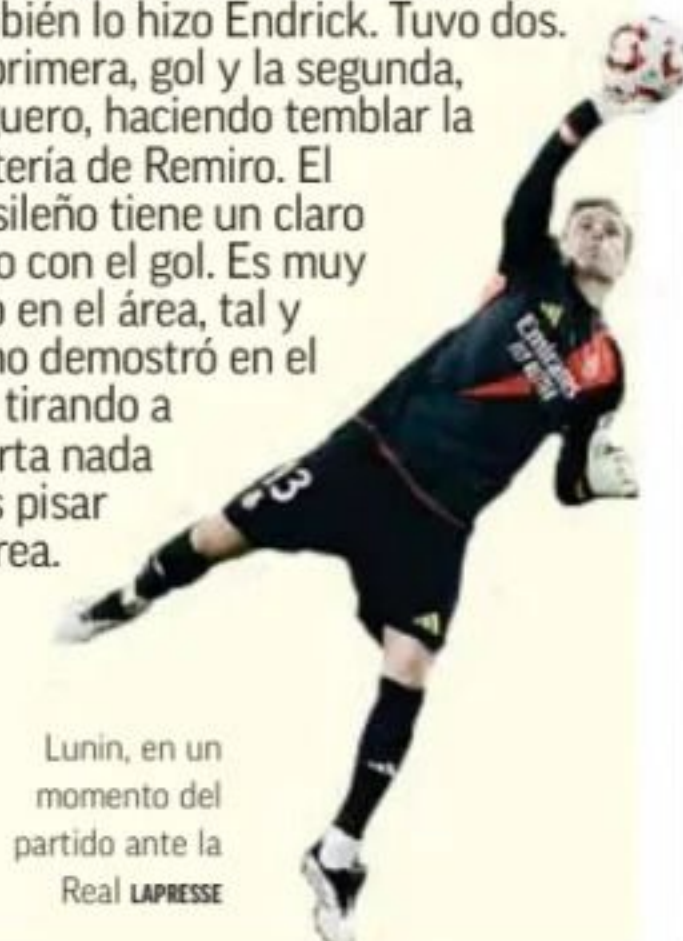 bién lo hizo Endrick. Tuvo dos.
primera, gol y la segunda,
uero, haciendo temblar la
tería de Remiro. El
sileño tiene un claro
o con el gol. Es muy
o en el área, tal y
no demostró en el
tirando a
rta nada
s pisar
rea.
Emirates
FLY BETTER
13
Lunin, en un
momento del
partido ante la
Real LAPRESSE